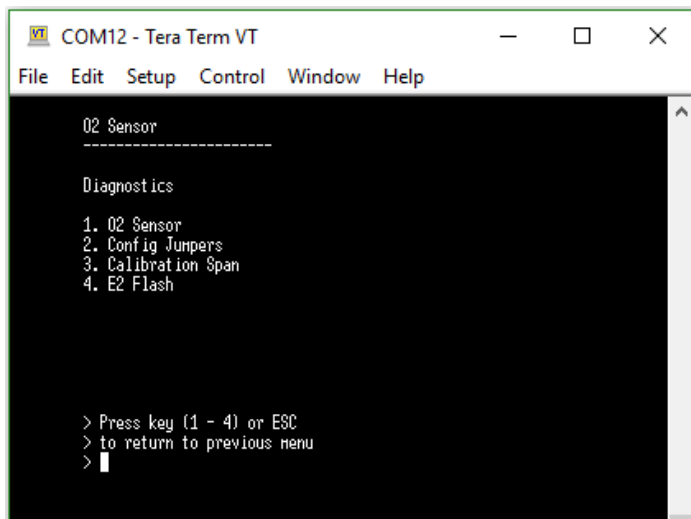 VT COM12 - Tera Term VT
File Edit Setup Control Window Help
O2 Sensor
-----------------------
Diagnostics
1. O2 Sensor
2. Config Jumpers
3. Calibration Span
4. E2 Flash
> Press key (1 - 4) or ESC
> to return to previous menu
>